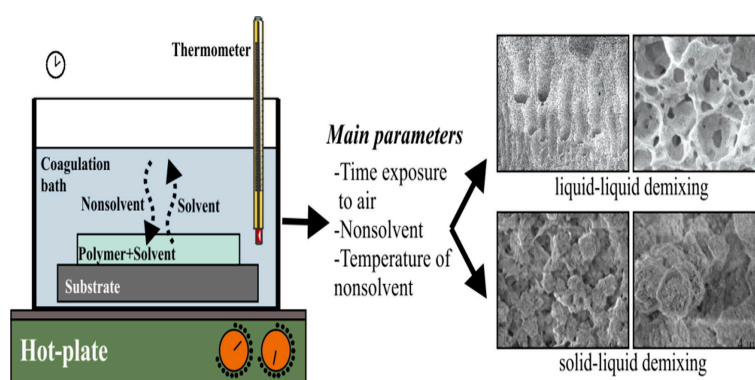 Thermometer
Coagulation
bath
Nonsolvent
Solvent
Polymer+Solvent
Substrate
Hot-plate
Main parameters
-Time exposure
to air
-Nonsolvent
-Temperature of
nonsolvent
liquid-liquid demixing
solid-liquid demixing